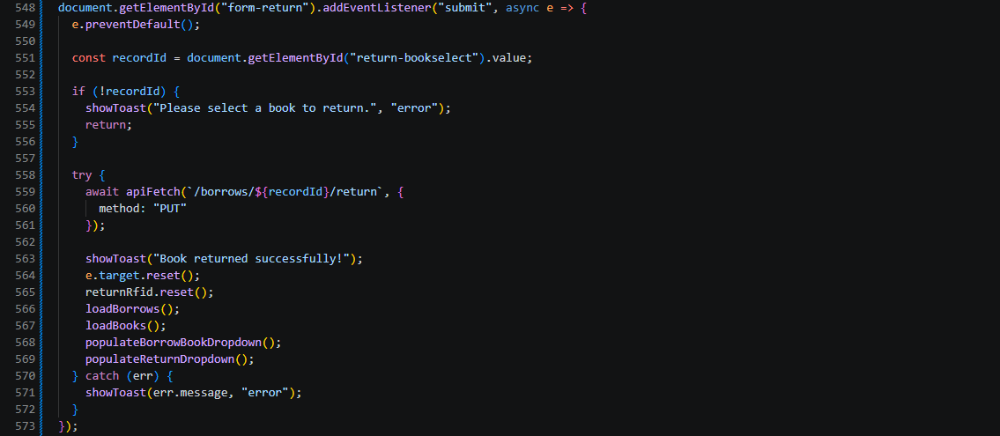 548 document.getElementById("form-return").addEventListener("submit", async e => {
549   e.preventDefault();
550
551   const recordId = document.getElementById("return-bookselect").value;
552
553   if (!recordId) {
554     showToast("Please select a book to return.", "error");
555     return;
556   }
557
558   try {
559     await apiFetch(`/borrows/${recordId}/return`, {
560       method: "PUT"
561     });
562
563     showToast("Book returned successfully!");
564     e.target.reset();
565     returnRfid.reset();
566     loadBorrows();
567     loadBooks();
568     populateBorrowBookDropdown();
569     populateReturnDropdown();
570   } catch (err) {
571     showToast(err.message, "error");
572   }
573 });